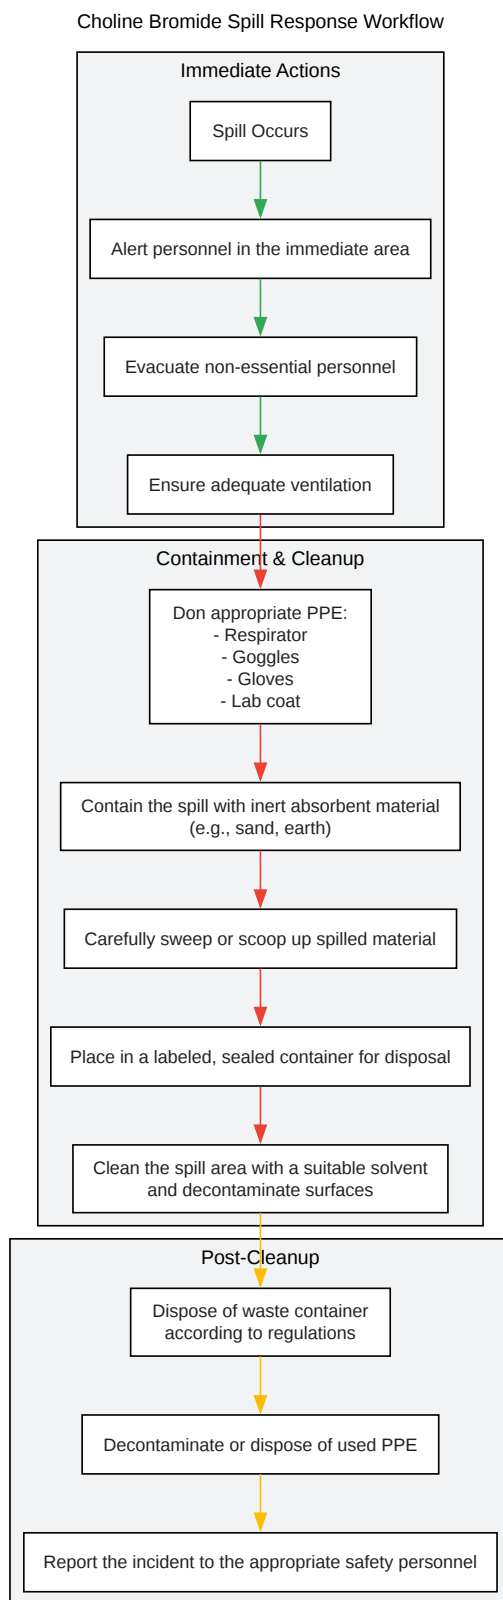 Choline Bromide Spill Response Workflow
Immediate Actions
Spill Occurs
Alert personnel in the immediate area
Evacuate non-essential personnel
Ensure adequate ventilation
Containment & Cleanup
Don appropriate PPE:
- Respirator
- Goggles
- Gloves
- Lab coat
Contain the spill with inert absorbent material
(e.g., sand, earth)
Carefully sweep or scoop up spilled material
Place in a labeled, sealed container for disposal
Clean the spill area with a suitable solvent
and decontaminate surfaces
Post-Cleanup
Dispose of waste container
according to regulations
Decontaminate or dispose of used PPE
Report the incident to the appropriate safety personnel